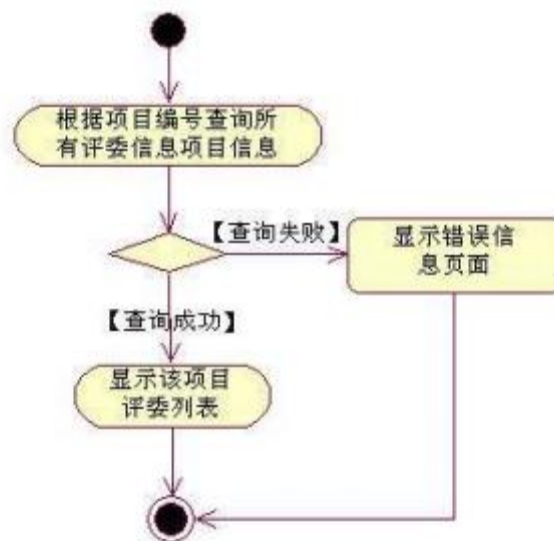 根据项目编号查询所
有评委信息项目信息
【查询失败】
显示错误信
息页面
【查询成功】
显示该项目
评委列表